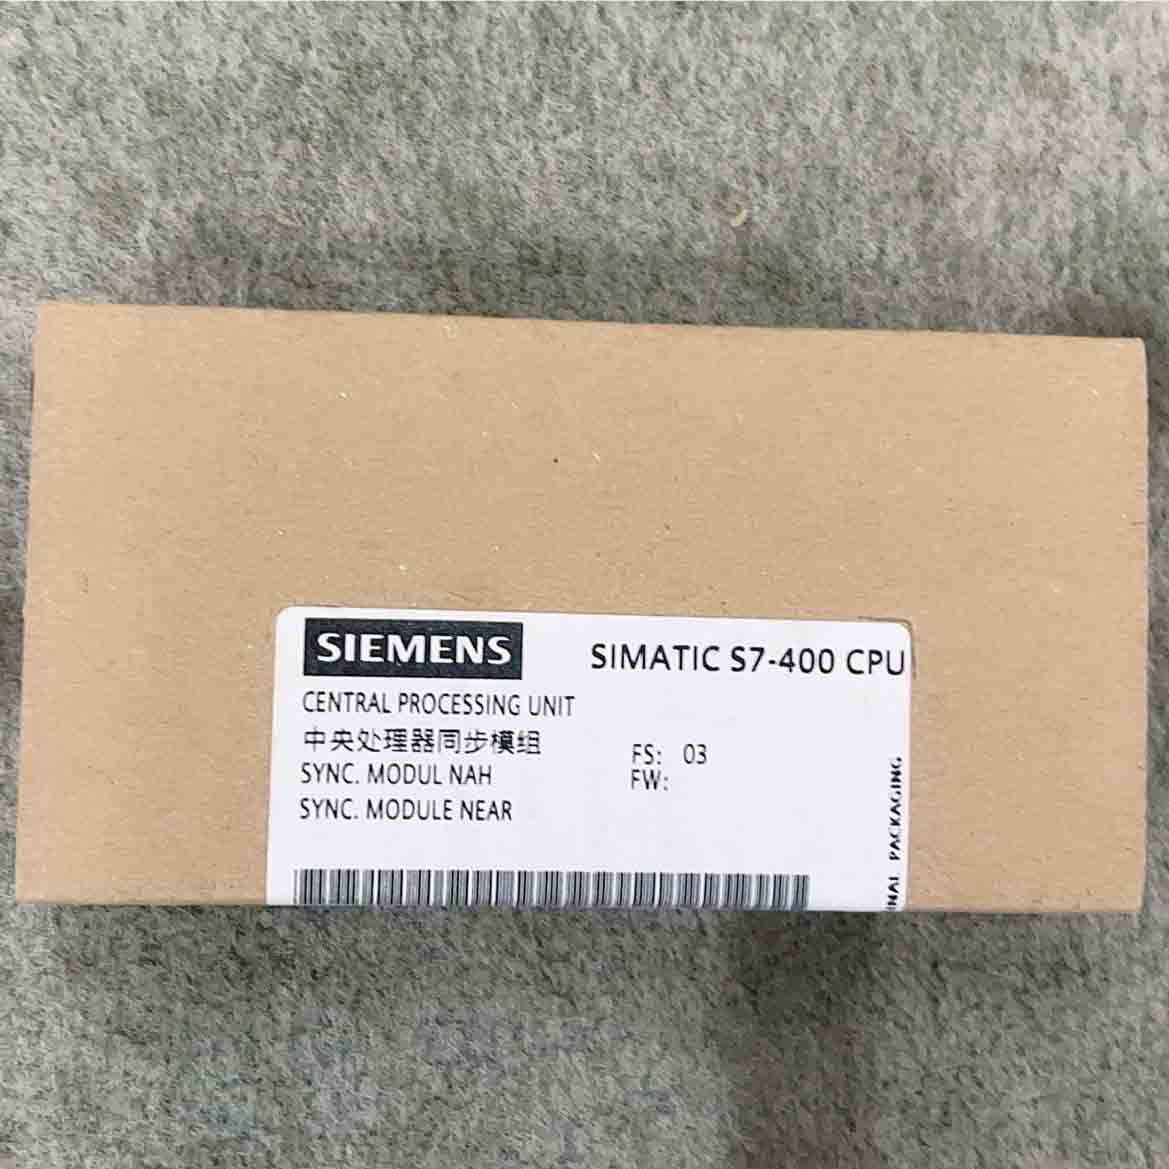 SIEMENS
SIMATIC S7-400 CPU
CENTRAL PROCESSING UNIT
中央处理器同步模组
SYNC. MODUL NAH
SYNC. MODULE NEAR
FS: 03
FW:
PACKAGING